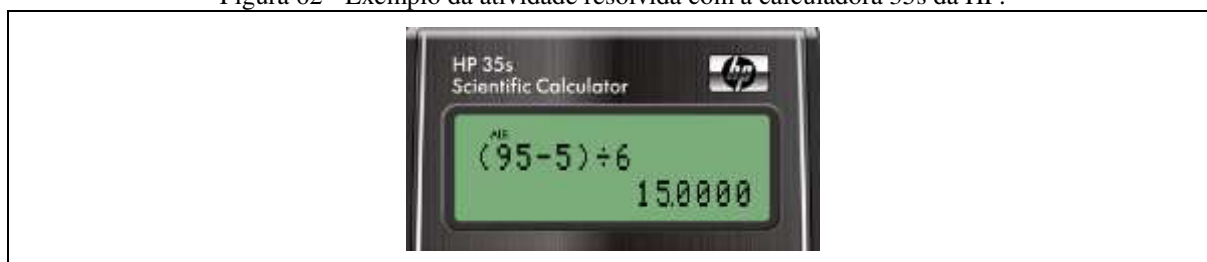 Figura 62 - Exemplo da atividade resolvida com a calculadora 35s da HP.
HP 35s
Scientific Calculator
hp
ALG
(95-5)÷6
15.0000